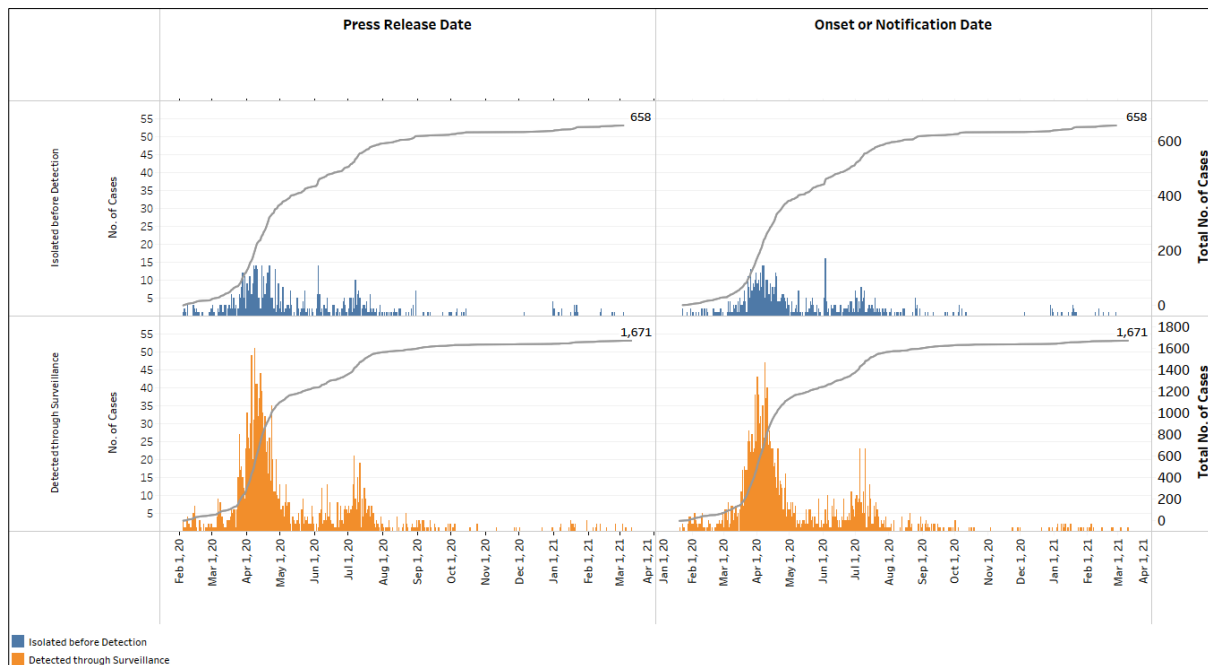 Press Release Date
Onset or Notification Date
Isolated before Detection
No. of Cases
55
50
45
40
35
30
25
20
15
10
5
658
658
600
400
200
0
Total No. of Cases
Detected through Surveillance
No. of Cases
55
50
45
40
35
30
25
20
15
10
5
1,671
1,671
1800
1600
1400
1200
1000
800
600
400
200
0
Total No. of Cases
Feb 1, 20
Mar 1, 20
Apr 1, 20
May 1, 20
Jun 1, 20
Jul 1, 20
Aug 1, 20
Sep 1, 20
Oct 1, 20
Nov 1, 20
Dec 1, 20
Jan 1, 21
Feb 1, 21
Mar 1, 21
Apr 1, 21
Jan 1, 20
Feb 1, 20
Mar 1, 20
Apr 1, 20
May 1, 20
Jun 1, 20
Jul 1, 20
Aug 1, 20
Sep 1, 20
Oct 1, 20
Nov 1, 20
Dec 1, 20
Jan 1, 21
Feb 1, 21
Mar 1, 21
Apr 1, 21
Isolated before Detection
Detected through Surveillance